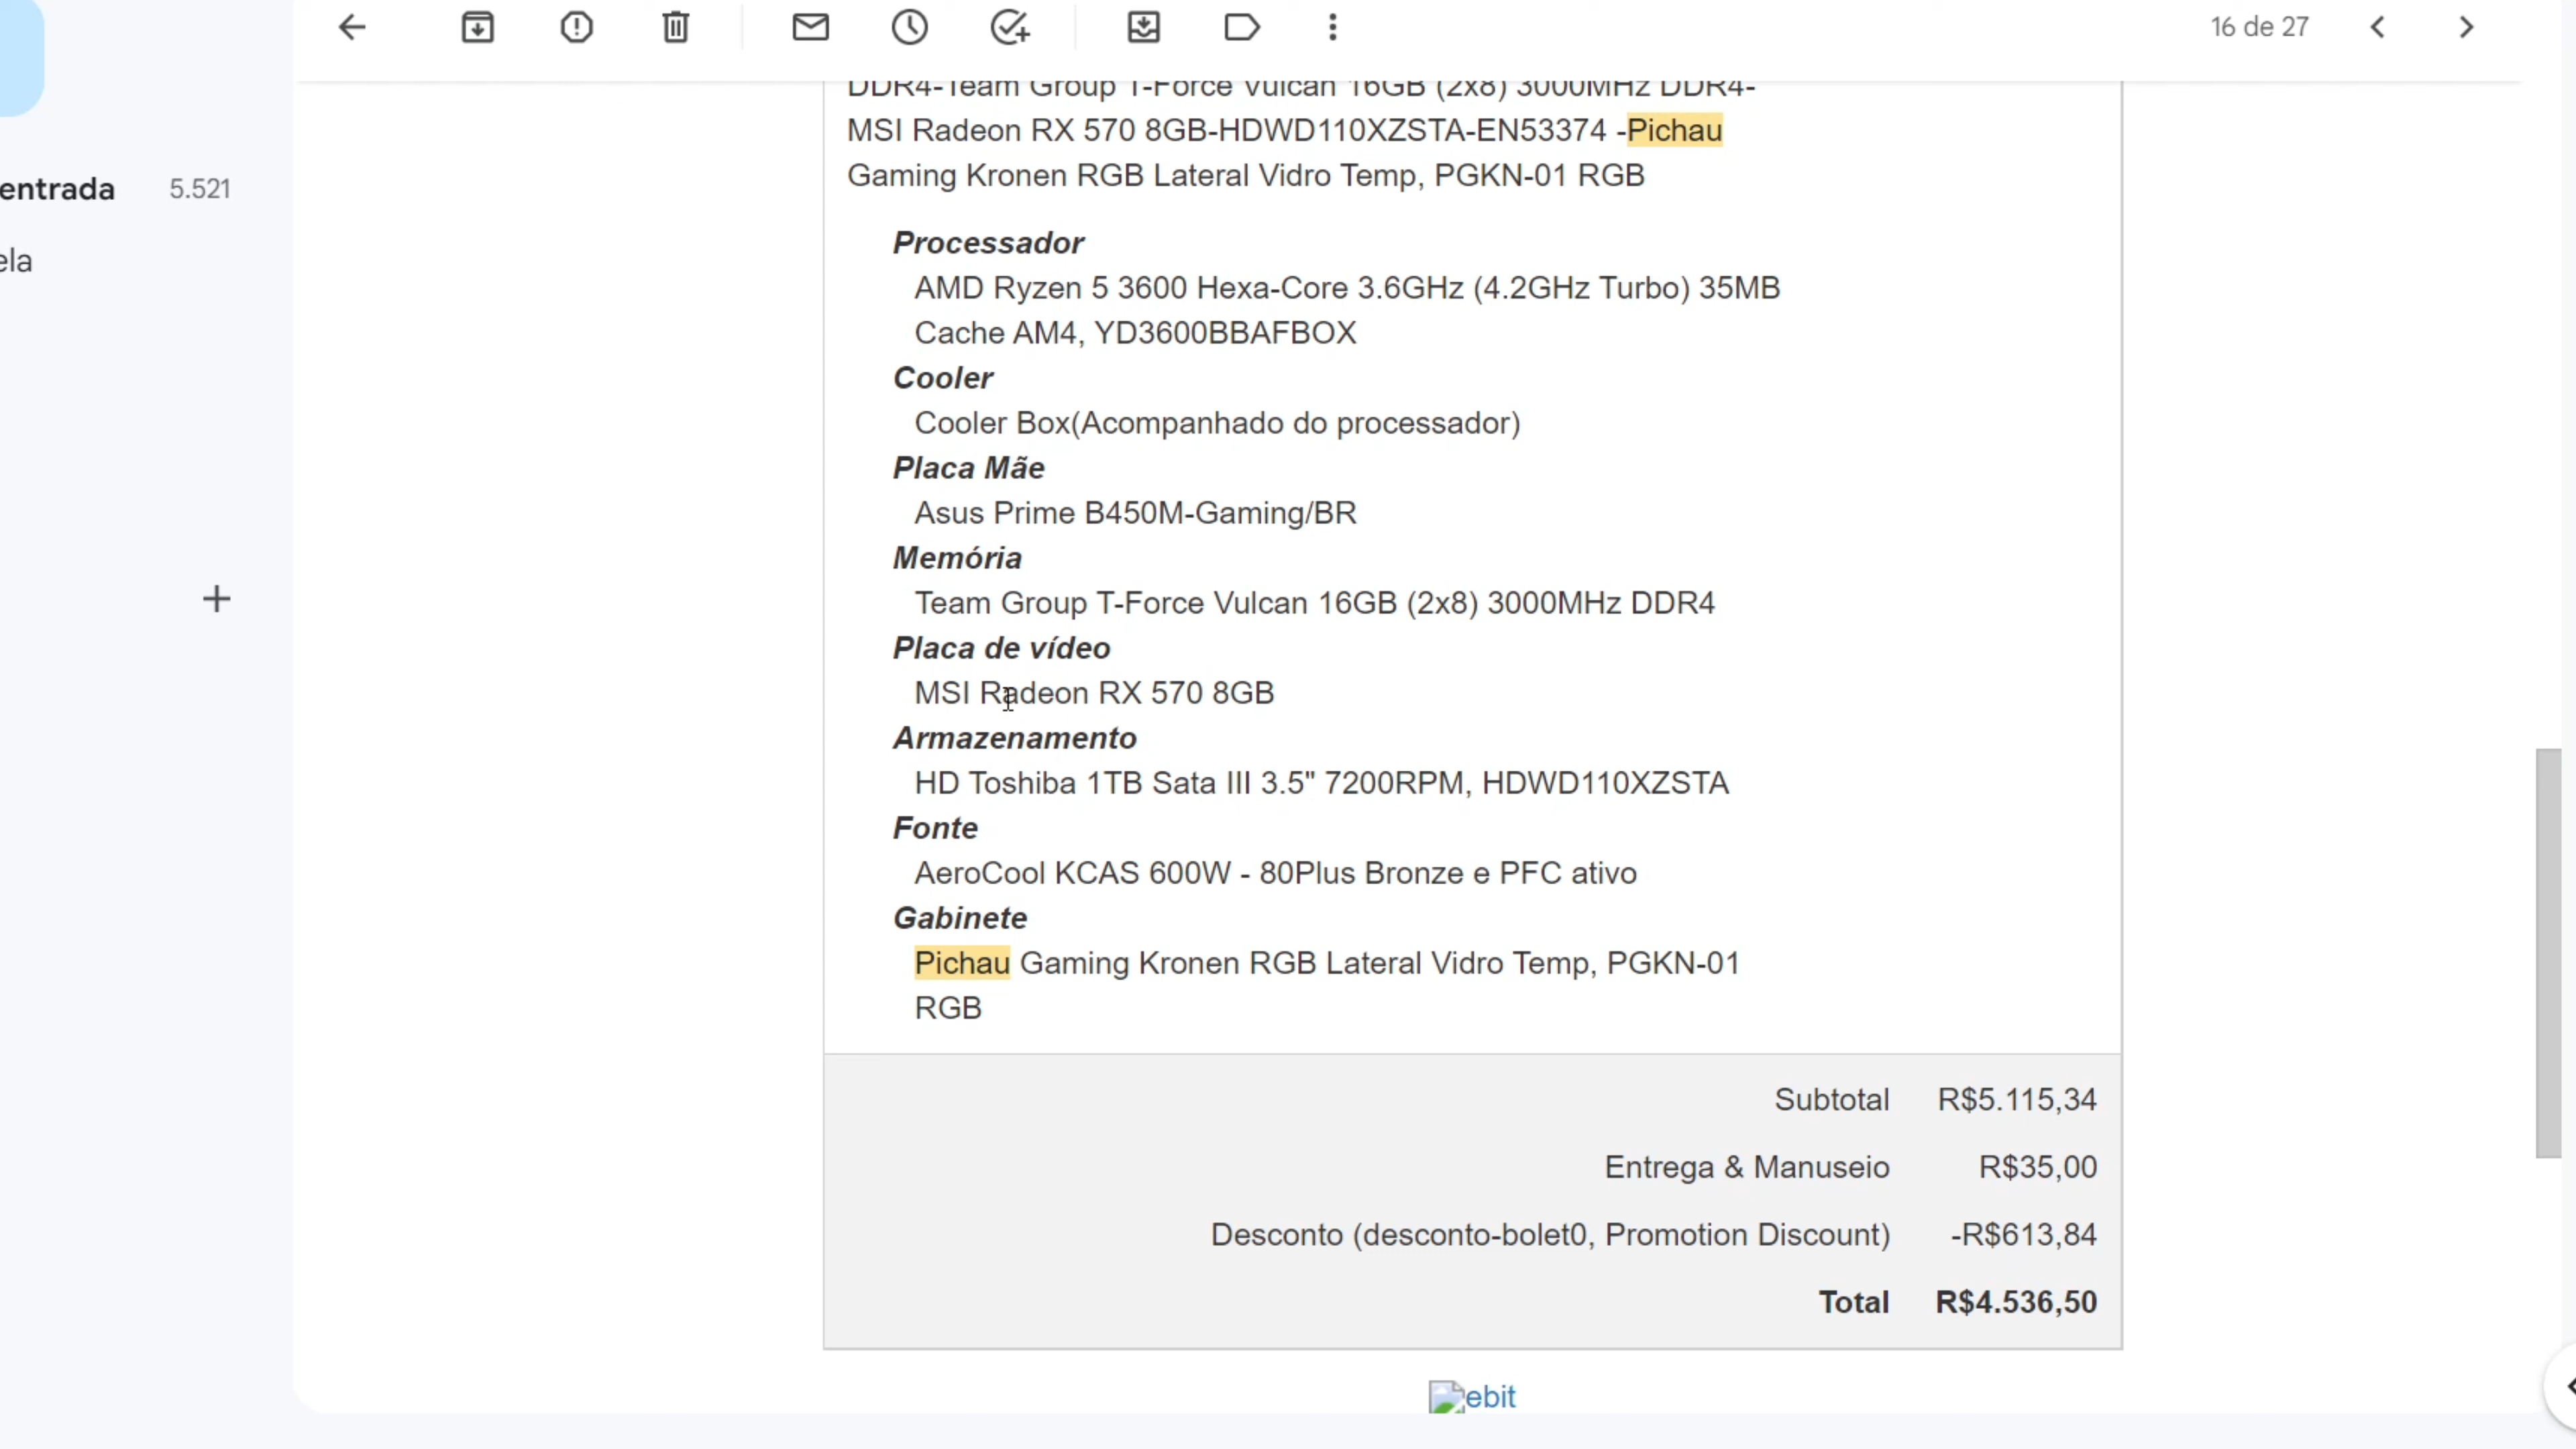 16 de 27
entrada 5.521
ela
DDR4-Team Group T-Force Vulcan 16GB (2x8) 3000MHz DDR4-
MSI Radeon RX 570 8GB-HDWD110XZSTA-EN53374 -Pichau
Gaming Kronen RGB Lateral Vidro Temp, PGKN-01 RGB
Processador
AMD Ryzen 5 3600 Hexa-Core 3.6GHz (4.2GHz Turbo) 35MB
Cache AM4, YD3600BBAFBOX
Cooler
Cooler Box(Acompanhado do processador)
Placa Mãe
Asus Prime B450M-Gaming/BR
Memória
Team Group T-Force Vulcan 16GB (2x8) 3000MHz DDR4
Placa de vídeo
MSI Radeon RX 570 8GB
Armazenamento
HD Toshiba 1TB Sata III 3.5" 7200RPM, HDWD110XZSTA
Fonte
AeroCool KCAS 600W - 80Plus Bronze e PFC ativo
Gabinete
Pichau Gaming Kronen RGB Lateral Vidro Temp, PGKN-01
RGB
Subtotal R$5.115,34
Entrega & Manuseio R$35,00
Desconto (desconto-bolet0, Promotion Discount) -R$613,84
Total R$4.536,50
ebit